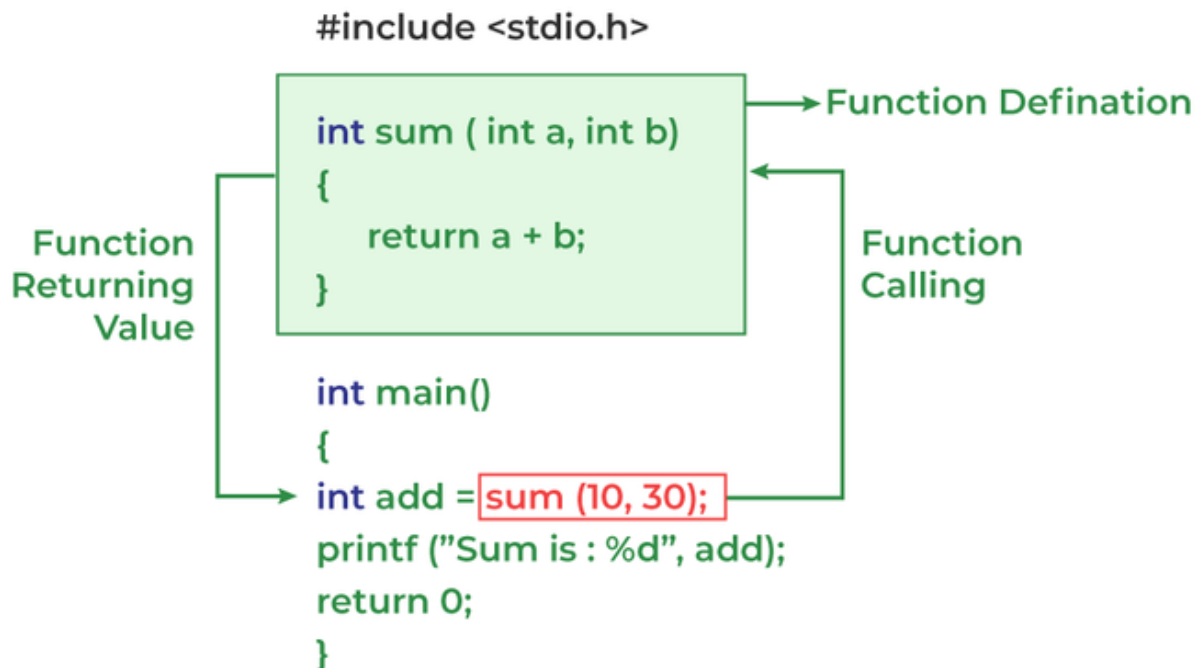 #include <stdio.h>
Function Defination
int sum ( int a, int b)
{
return a + b;
}
Function
Returning
Value
Function
Calling
int main()
{
int add = sum (10, 30);
printf (”Sum is : %d”, add);
return 0;
}